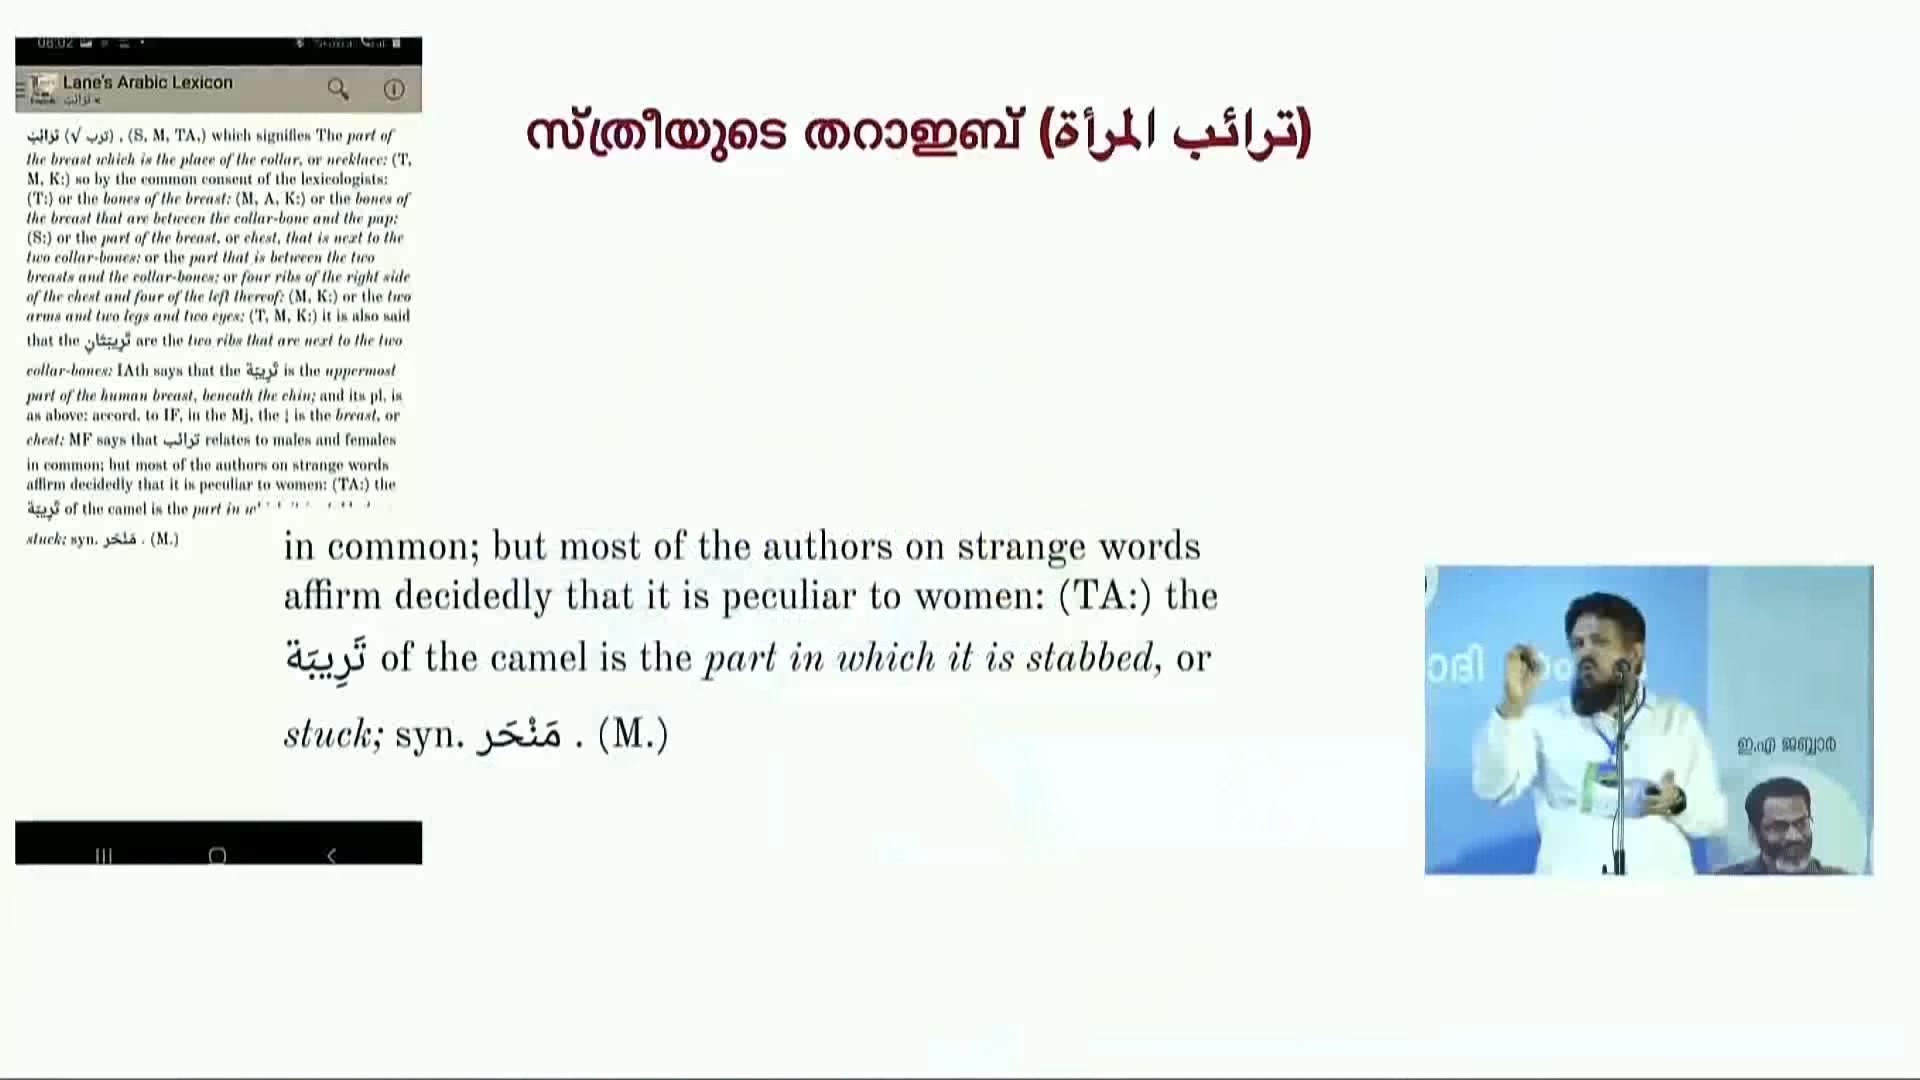 08:02
Lane's Arabic Lexicon
ترائب
ترائب (√ ترب) . (S, M, TA,) which signifies The part of
the breast which is the place of the collar, or necklace: (T,
M, K:) so by the common consent of the lexicologists:
(T:) or the bones of the breast: (M, A, K:) or the bones of
the breast that are between the collar-bone and the pap:
(S:) or the part of the breast, or chest, that is next to the
two collar-bones: or the part that is between the two
breasts and the collar-bones: or four ribs of the right side
of the chest and four of the left thereof: (M, K:) or the two
arms and two legs and two eyes: (T, M, K:) it is also said
that the تَرِيبَتَانِ are the two ribs that are next to the two
collar-bones: IAth says that the تَرِيبَة is the uppermost
part of the human breast, beneath the chin; and its pl. is
as above: accord. to IF, in the Mj, the ↓ is the breast, or
chest: MF says that ترائب relates to males and females
in common; but most of the authors on strange words
affirm decidedly that it is peculiar to women: (TA:) the
تَرِيبَة of the camel is the part in
stuck; syn. مَنْحَر . (M.)
സ്ത്രീയുടെ തറാഇബ് (ترائب المرأة)
in common; but most of the authors on strange words
affirm decidedly that it is peculiar to women: (TA:) the
تَرِيبَة of the camel is the part in which it is stabbed, or
stuck; syn. مَنْحَر . (M.)
ഇ.എ ജബ്ബാർ